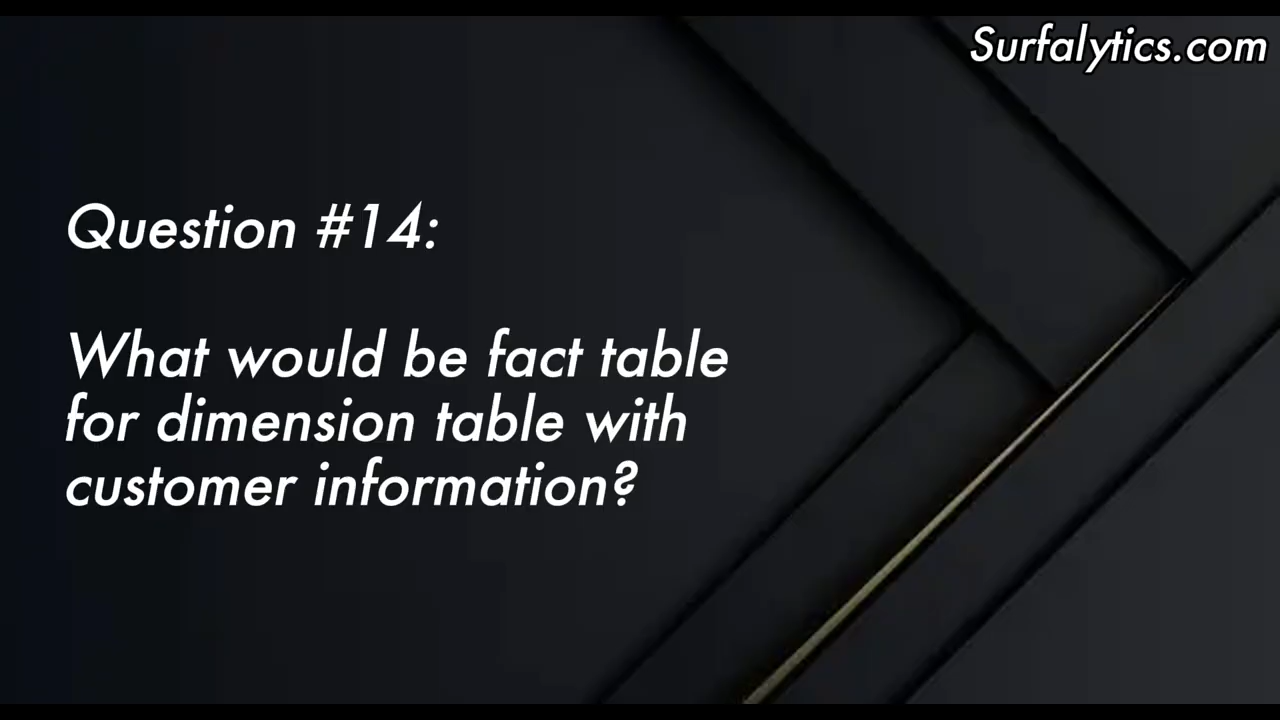 Surfalytics.com
Question #14:
What would be fact table
for dimension table with
customer information?